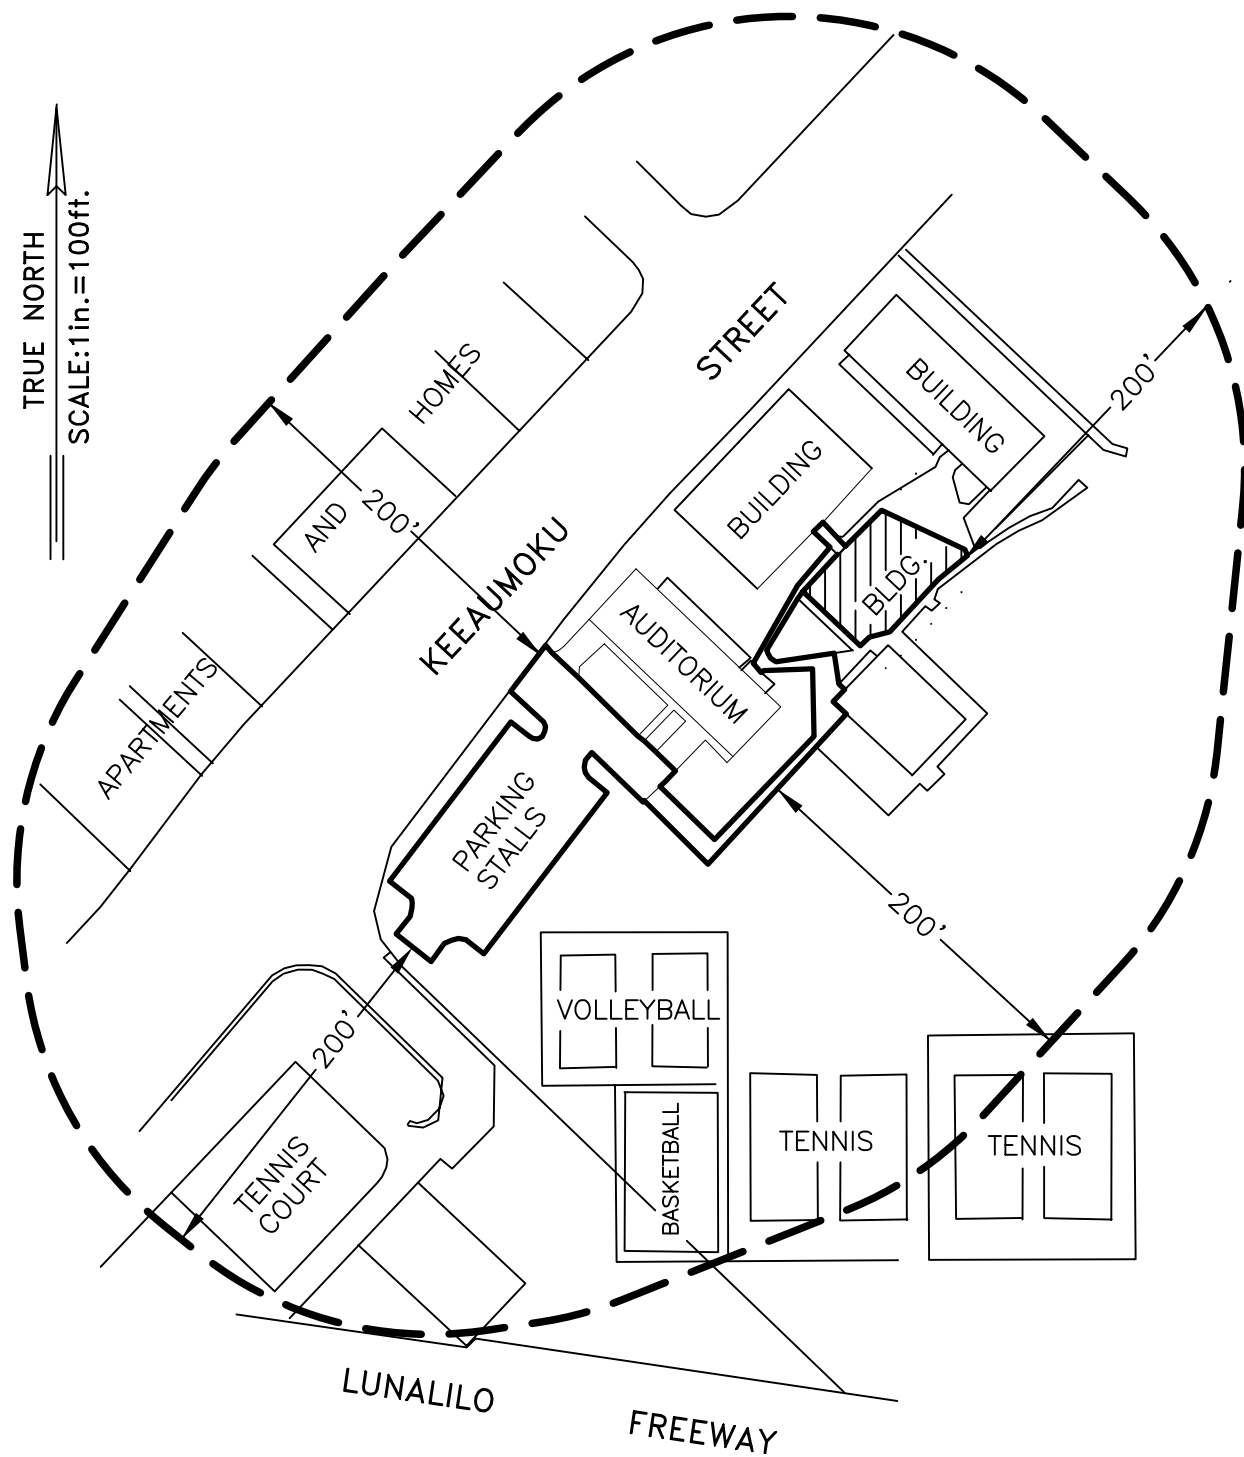 TRUE NORTH
SCALE:1in.=100ft.
STREET
HOMES
BUILDING
200'
BUILDING
AND
200'
KEEAUMOKU
BLDG.
AUDITORIUM
APARTMENTS
PARKING
STALLS
200'
VOLLEYBALL
200'
TENNIS
COURT
BASKETBALL
TENNIS
TENNIS
LUNALILO
FREEWAY